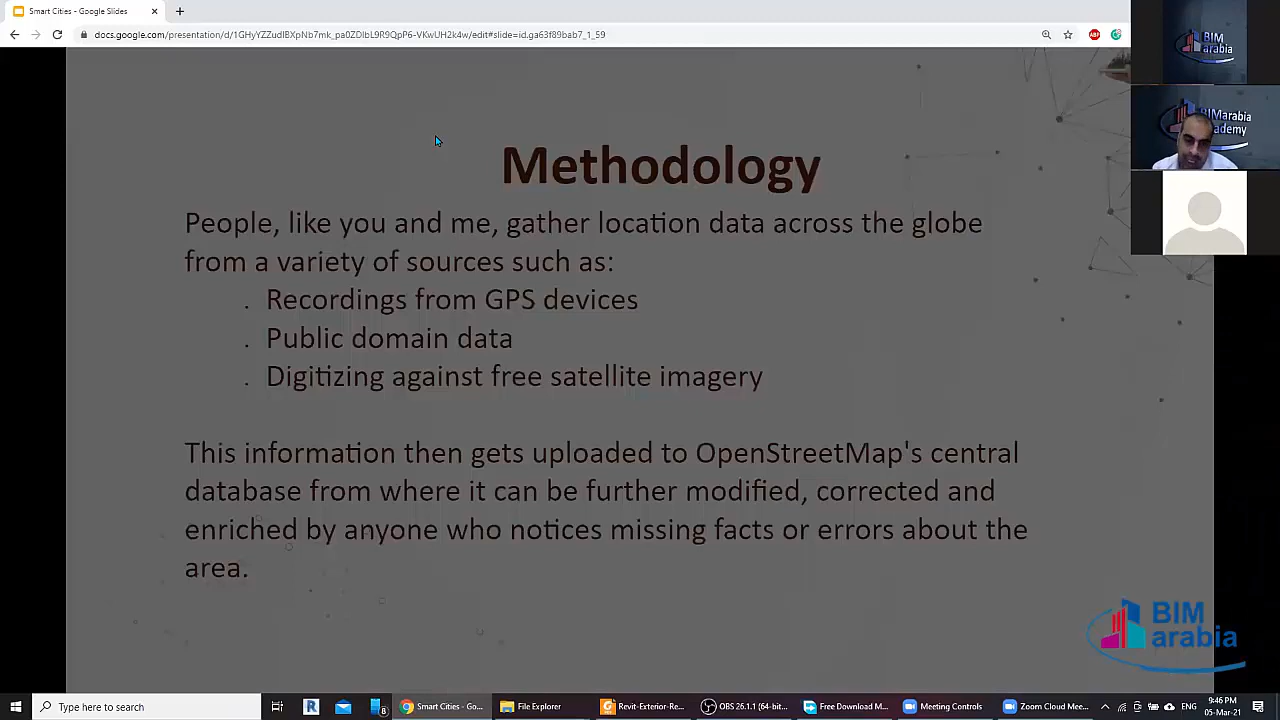 Smart Cities - Google Slides
docs.google.com/presentation/d/1GHyYZZudIBXpNb7mk_pa0ZDIbL9R9QpP6-VKwUH2k4w/edit#slide=id.ga63f89bab7_1_59
ABP
BIM
arabia
BIMarabia
Academy
Methodology
People, like you and me, gather location data across the globe
from a variety of sources such as:
. Recordings from GPS devices
. Public domain data
. Digitizing against free satellite imagery
This information then gets uploaded to OpenStreetMap's central
database from where it can be further modified, corrected and
enriched by anyone who notices missing facts or errors about the
area.
BIM
arabia
Type here to search
R
8
Smart Cities - Go...
File Explorer
Revit-Exterior-Re...
OBS 26.1.1 (64-bit...
Free Download M...
Meeting Controls
Zoom Cloud Mee...
ENG
9:46 PM
05-Mar-21